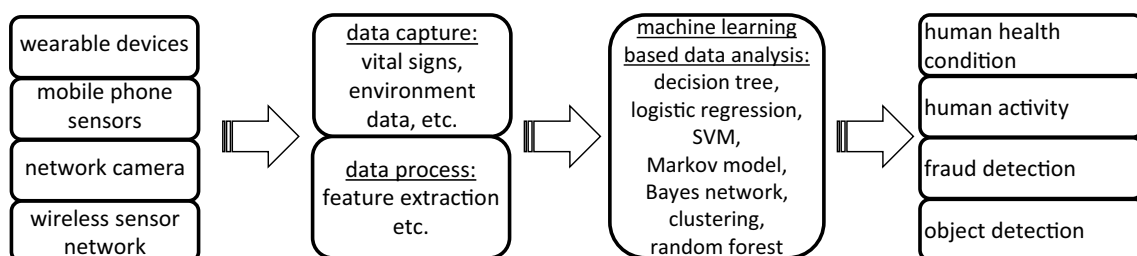 wearable devices
mobile phone
sensors
network camera
wireless sensor
network
data capture:
vital signs,
environment
data, etc.
data process:
feature extraction
etc.
machine learning
based data analysis:
decision tree,
logistic regression,
SVM,
Markov model,
Bayes network,
clustering,
random forest
human health
condition
human activity
fraud detection
object detection